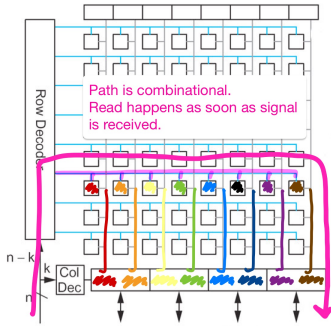 Path is combinational.
Read happens as soon as signal
is received.
Row Decoder
n - k
k
Col
Dec
n